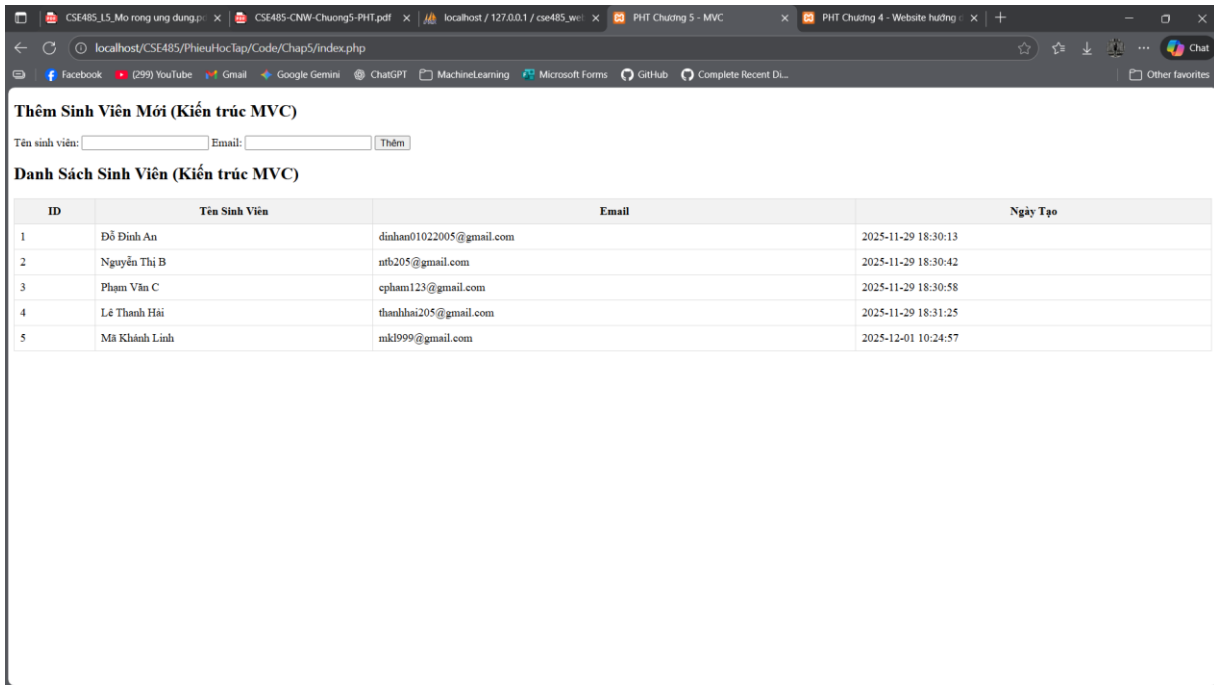 CSE485_L5_Mo rong ung dung.pd
CSE485-CNW-Chuong5-PHT.pdf
localhost / 127.0.0.1 / cse485_wel
PHT Chương 5 - MVC
PHT Chương 4 - Website hướng
localhost/CSE485/PhieuHocTap/Code/Chap5/index.php
Chat
Facebook
(299) YouTube
Gmail
Google Gemini
ChatGPT
MachineLearning
Microsoft Forms
GitHub
Complete Recent Di...
Other favorites
Thêm Sinh Viên Mới (Kiến trúc MVC)
Tên sinh viên: Email: Thêm
Danh Sách Sinh Viên (Kiến trúc MVC)
ID Tên Sinh Viên Email Ngày Tạo
1 Đỗ Đinh An dinhan01022005@gmail.com 2025-11-29 18:30:13
2 Nguyễn Thị B ntb205@gmail.com 2025-11-29 18:30:42
3 Phạm Văn C cpham123@gmail.com 2025-11-29 18:30:58
4 Lê Thanh Hải thanhhai205@gmail.com 2025-11-29 18:31:25
5 Mã Khánh Linh mkl999@gmail.com 2025-12-01 10:24:57